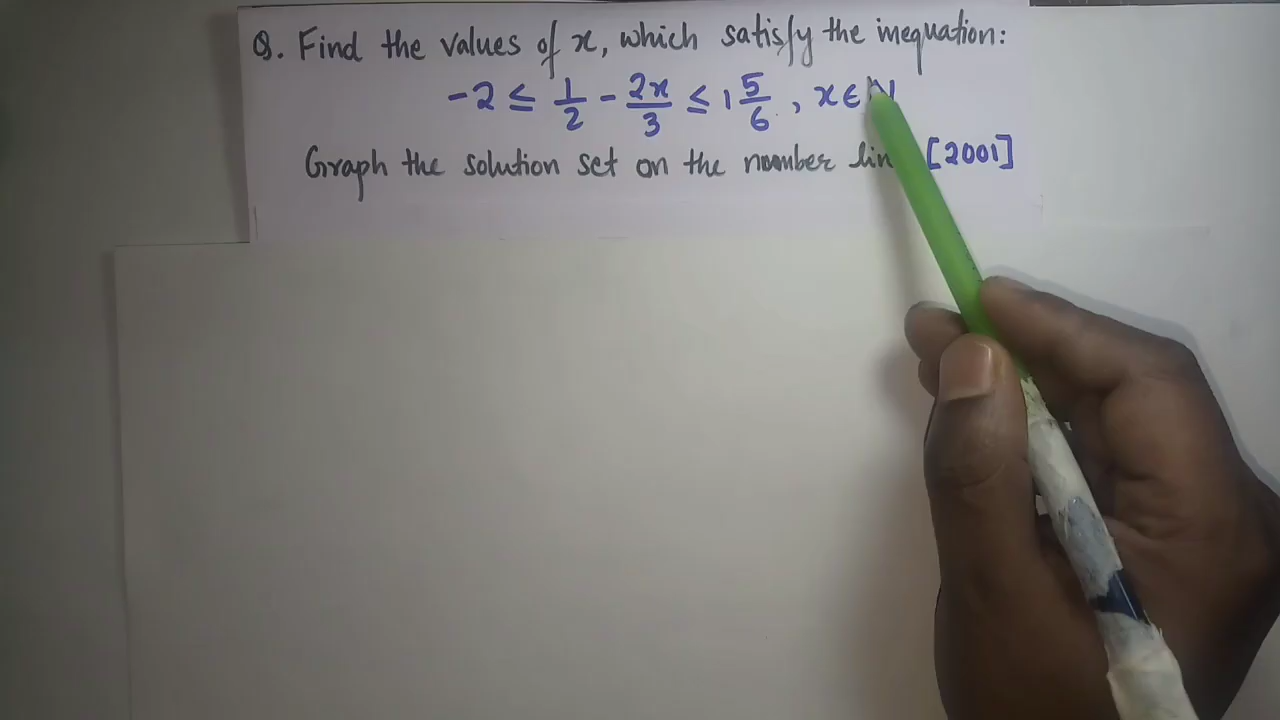 Q. Find the values of x, which satisfy the inequation:
-2 ≤ 1/2 - 2x/3 ≤ 1 5/6 , x ∈ N
Graph the solution set on the number line [2001]